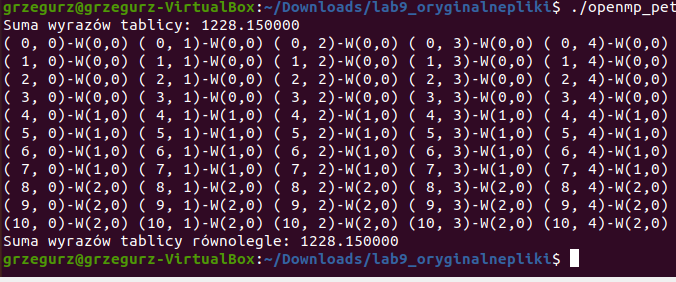 grzegurz@grzegurz-VirtualBox:~/Downloads/lab9_oryginalnepliki$ ./openmp_pet
Suma wyrazów tablicy: 1228.150000
( 0, 0)-W(0,0) ( 0, 1)-W(0,0) ( 0, 2)-W(0,0) ( 0, 3)-W(0,0) ( 0, 4)-W(0,0)
( 1, 0)-W(0,0) ( 1, 1)-W(0,0) ( 1, 2)-W(0,0) ( 1, 3)-W(0,0) ( 1, 4)-W(0,0)
( 2, 0)-W(0,0) ( 2, 1)-W(0,0) ( 2, 2)-W(0,0) ( 2, 3)-W(0,0) ( 2, 4)-W(0,0)
( 3, 0)-W(0,0) ( 3, 1)-W(0,0) ( 3, 2)-W(0,0) ( 3, 3)-W(0,0) ( 3, 4)-W(0,0)
( 4, 0)-W(1,0) ( 4, 1)-W(1,0) ( 4, 2)-W(1,0) ( 4, 3)-W(1,0) ( 4, 4)-W(1,0)
( 5, 0)-W(1,0) ( 5, 1)-W(1,0) ( 5, 2)-W(1,0) ( 5, 3)-W(1,0) ( 5, 4)-W(1,0)
( 6, 0)-W(1,0) ( 6, 1)-W(1,0) ( 6, 2)-W(1,0) ( 6, 3)-W(1,0) ( 6, 4)-W(1,0)
( 7, 0)-W(1,0) ( 7, 1)-W(1,0) ( 7, 2)-W(1,0) ( 7, 3)-W(1,0) ( 7, 4)-W(1,0)
( 8, 0)-W(2,0) ( 8, 1)-W(2,0) ( 8, 2)-W(2,0) ( 8, 3)-W(2,0) ( 8, 4)-W(2,0)
( 9, 0)-W(2,0) ( 9, 1)-W(2,0) ( 9, 2)-W(2,0) ( 9, 3)-W(2,0) ( 9, 4)-W(2,0)
(10, 0)-W(2,0) (10, 1)-W(2,0) (10, 2)-W(2,0) (10, 3)-W(2,0) (10, 4)-W(2,0)
Suma wyrazów tablicy równolegle: 1228.150000
grzegurz@grzegurz-VirtualBox:~/Downloads/lab9_oryginalnepliki$